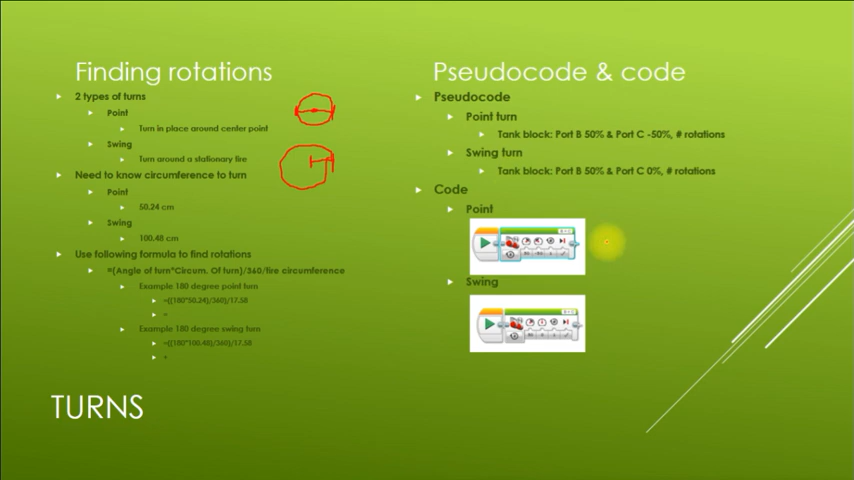 Finding rotations
2 types of turns
Point
Turn in place around center point
Swing
Turn around a stationary tire
Need to know circumference to turn
Point
50.24 cm
Swing
100.48 cm
Use following formula to find rotations
=(Angle of turn*Circum. Of turn)/360/tire circumference
Example 180 degree point turn
=((180*50.24)/360)/17.58
=
Example 180 degree swing turn
=((180*100.48)/360)/17.58
=
TURNS
Pseudocode & code
Pseudocode
Point turn
Tank block: Port B 50% & Port C -50%, # rotations
Swing turn
Tank block: Port B 50% & Port C 0%, # rotations
Code
Point
Swing